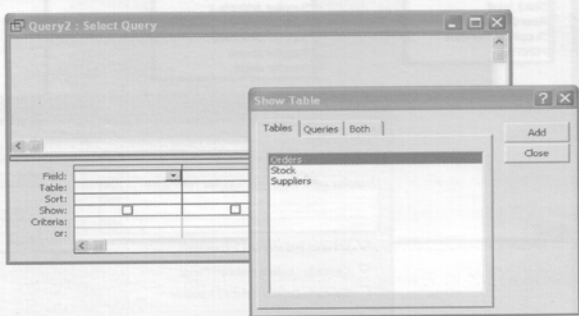 Query2 : Select Query
Show Table
Tables Queries Both
Add
Close
Orders
Stock
Suppliers
Field:
Table:
Sort:
Show:
Criteria:
or: